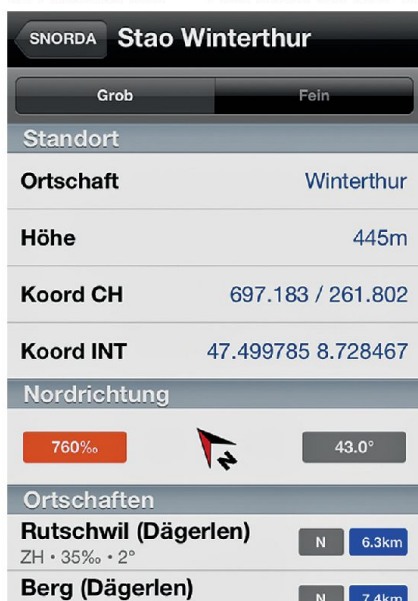 SNORDA Stao Winterthur
Grob Fein
Standort
Ortschaft Winterthur
Höhe 445m
Koord CH 697.183 / 261.802
Koord INT 47.499785 8.728467
Nordrichtung
760‰ N 43.0°
Ortschaften
Rutschwil (Dägerlen)
ZH • 35‰ • 2° N 6.3km
Berg (Dägerlen) N 7.4km